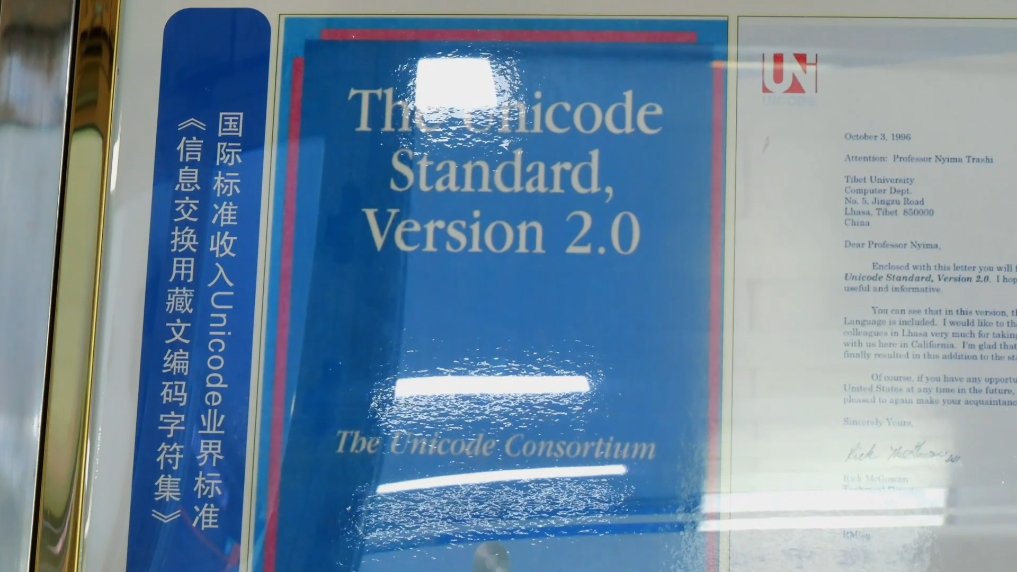 国际标准收入Unicode业界标准
《信息交换用藏文编码字符集》
The Unicode
Standard,
Version 2.0
The Unicode Consortium
UN
UNICODE
October 3, 1996
Attention: Professor Nyima Trashi
Tibet University
Computer Dept.
No. 5, Jingzu Road
Lhasa, Tibet 850000
China
Dear Professor Nyima,
Enclosed with this letter you will
Unicode Standard, Version 2.0. I hop
useful and informative.
You can see that in this version, th
Language is included. I would like to tha
colleagues in Lhasa very much for taking
with us here in California. I'm glad that
finally resulted in this addition to the sta
Of course, if you have any opportu
United States at any time in the future,
pleased to again make your acquaintanc
Sincerely Yours,
Rick McGowan